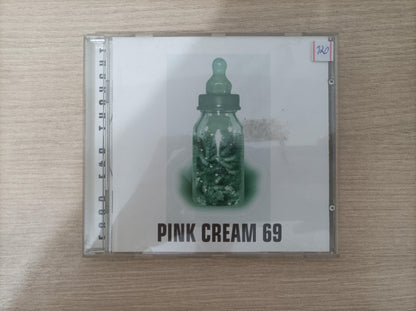 PINK CREAM 69
FOOD FOR THOUGHT